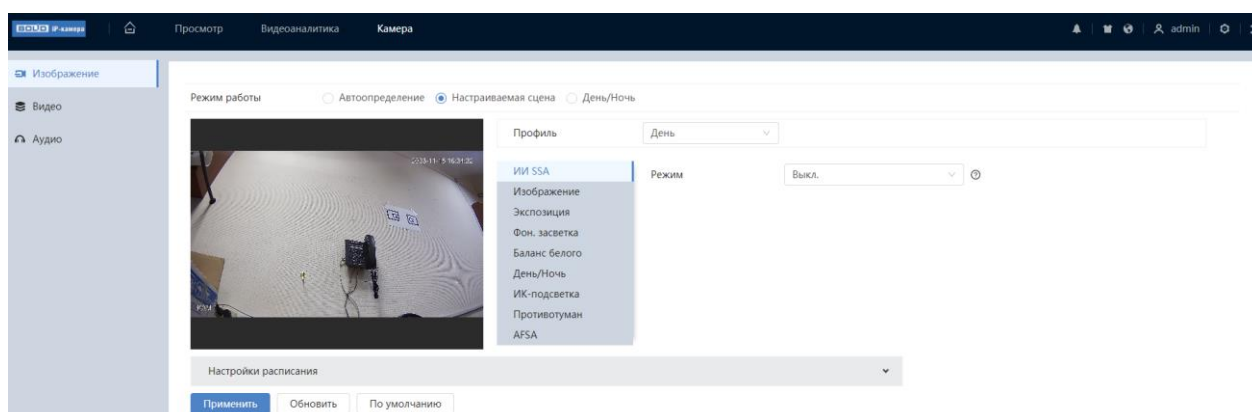 BOLID IP-камера Просмотр Видеоаналитика Камера admin
Изображение
Видео
Аудио
Режим работы Автоопределение Настраиваемая сцена День/Ночь
Профиль День
ИИ SSA Режим Выкл.
Изображение
Экспозиция
Фон. засветка
Баланс белого
День/Ночь
ИК-подсветка
Противотуман
AFSA
Настройки расписания
Применить Обновить По умолчанию